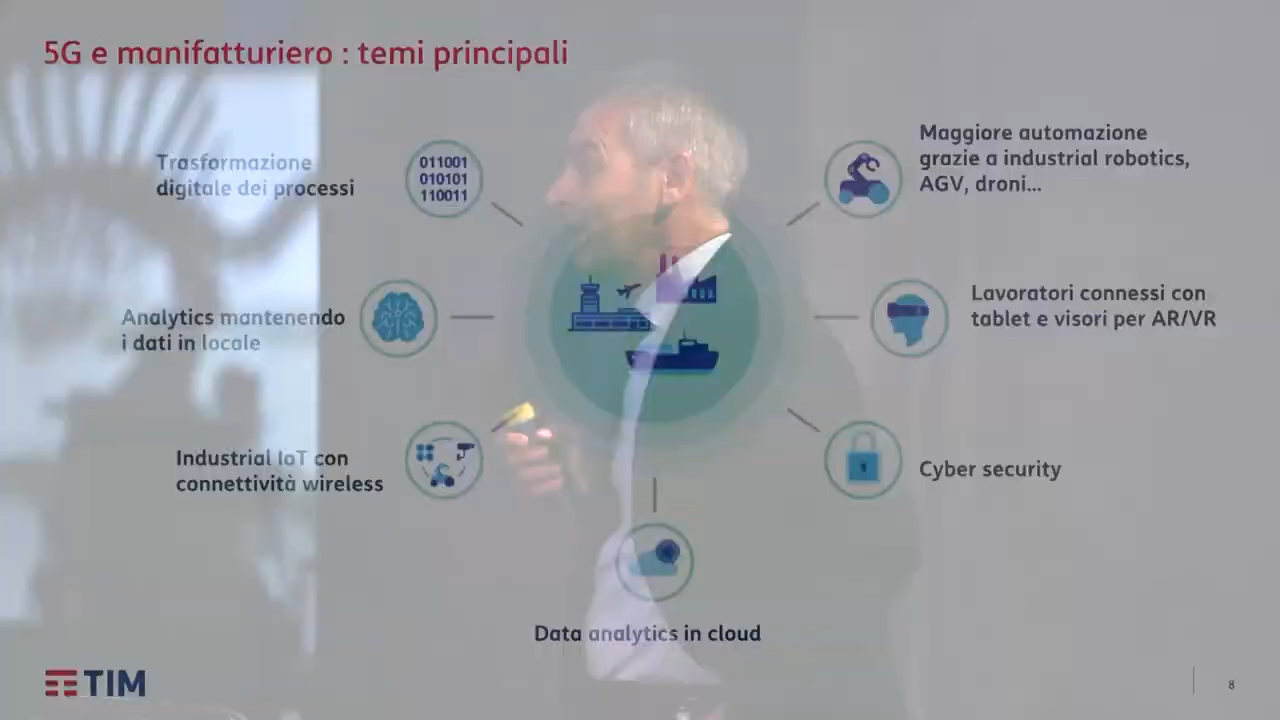 5G e manifatturiero : temi principali
Trasformazione
digitale dei processi
011001
010101
110011
Maggiore automazione
grazie a industrial robotics,
AGV, droni...
Analytics mantenendo
i dati in locale
Lavoratori connessi con
tablet e visori per AR/VR
Industrial IoT con
connettività wireless
Cyber security
Data analytics in cloud
TIM
8